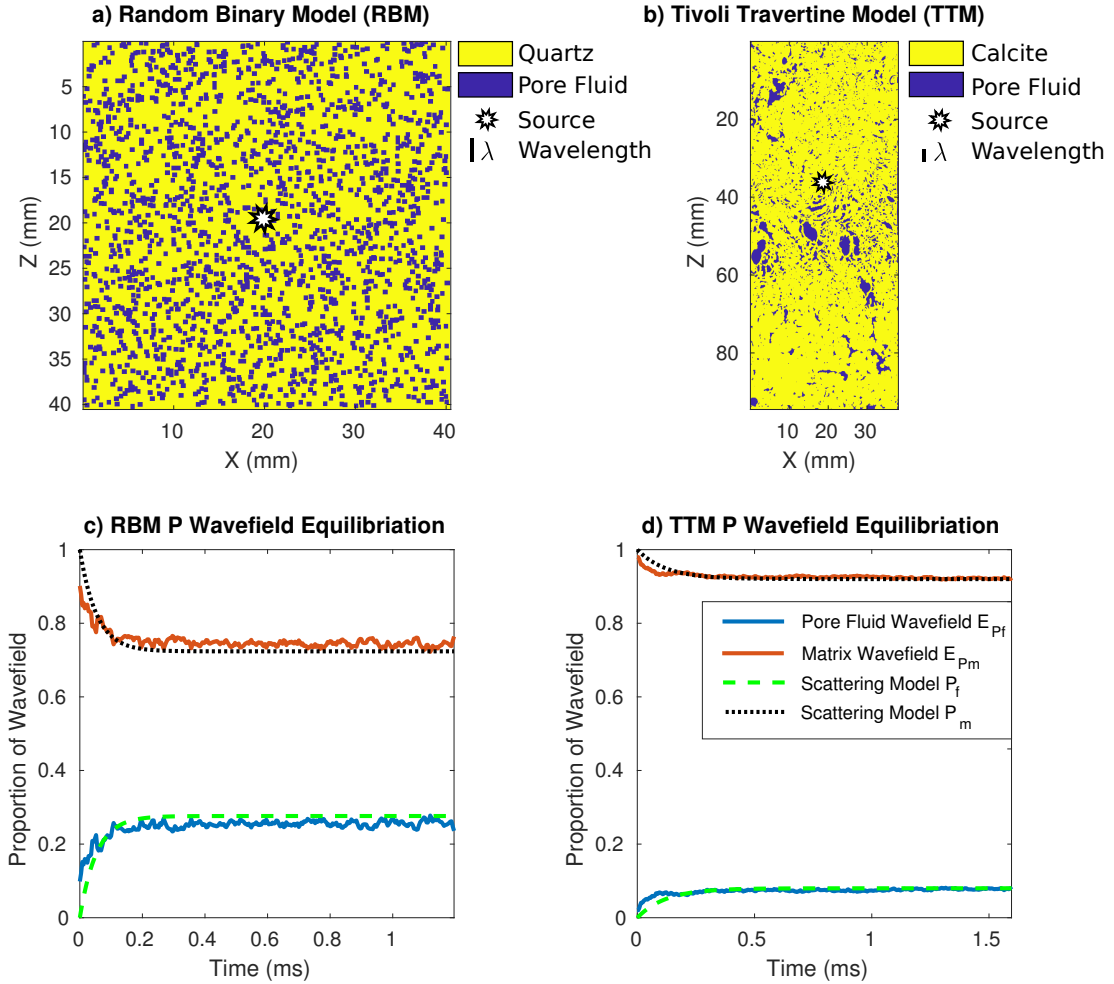 a) Random Binary Model (RBM)
Quartz
Pore Fluid
Source
λ Wavelength
5
10
15
20
25
30
35
40
Z (mm)
10
20
30
40
X (mm)
b) Tivoli Travertine Model (TTM)
Calcite
Pore Fluid
Source
λ Wavelength
20
40
60
80
Z (mm)
10
20
30
X (mm)
c) RBM P Wavefield Equilibriation
1
0.8
0.6
0.4
0.2
0
Proportion of Wavefield
0
0.2
0.4
0.6
0.8
1
Time (ms)
d) TTM P Wavefield Equilibriation
1
0.8
0.6
0.4
0.2
0
Proportion of Wavefield
Pore Fluid Wavefield E_Pf
Matrix Wavefield E_Pm
Scattering Model P_f
Scattering Model P_m
0
0.5
1
1.5
Time (ms)